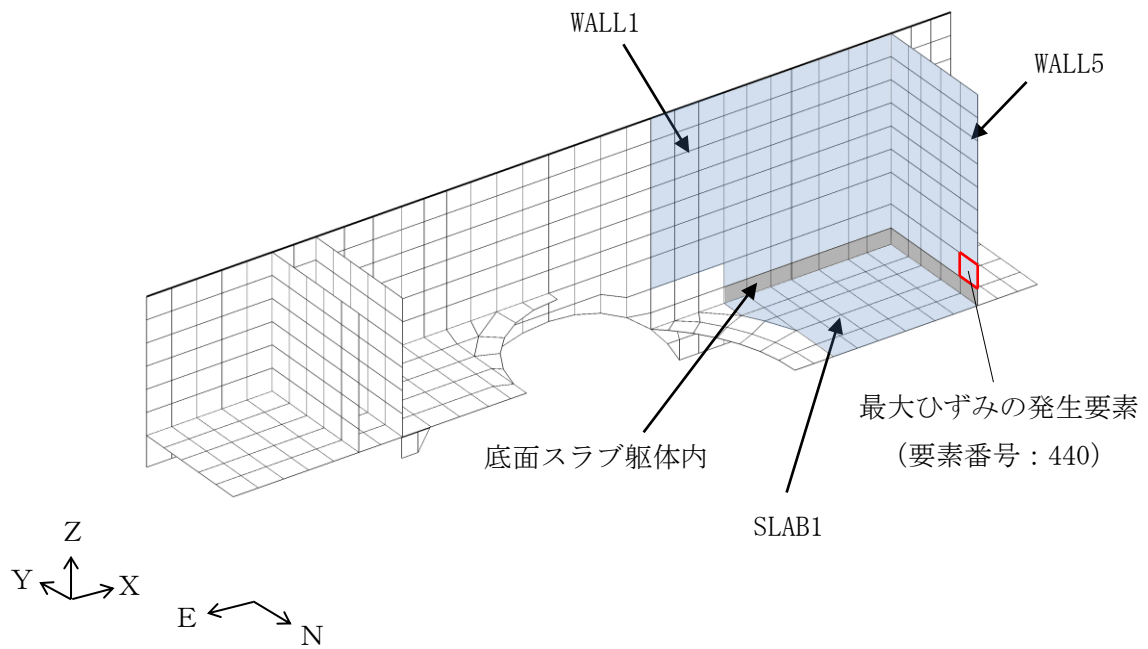 WALL1
WALL5
最大ひずみの発生要素
(要素番号：440)
底面スラブ躯体内
SLAB1
Z
Y
X
E
N